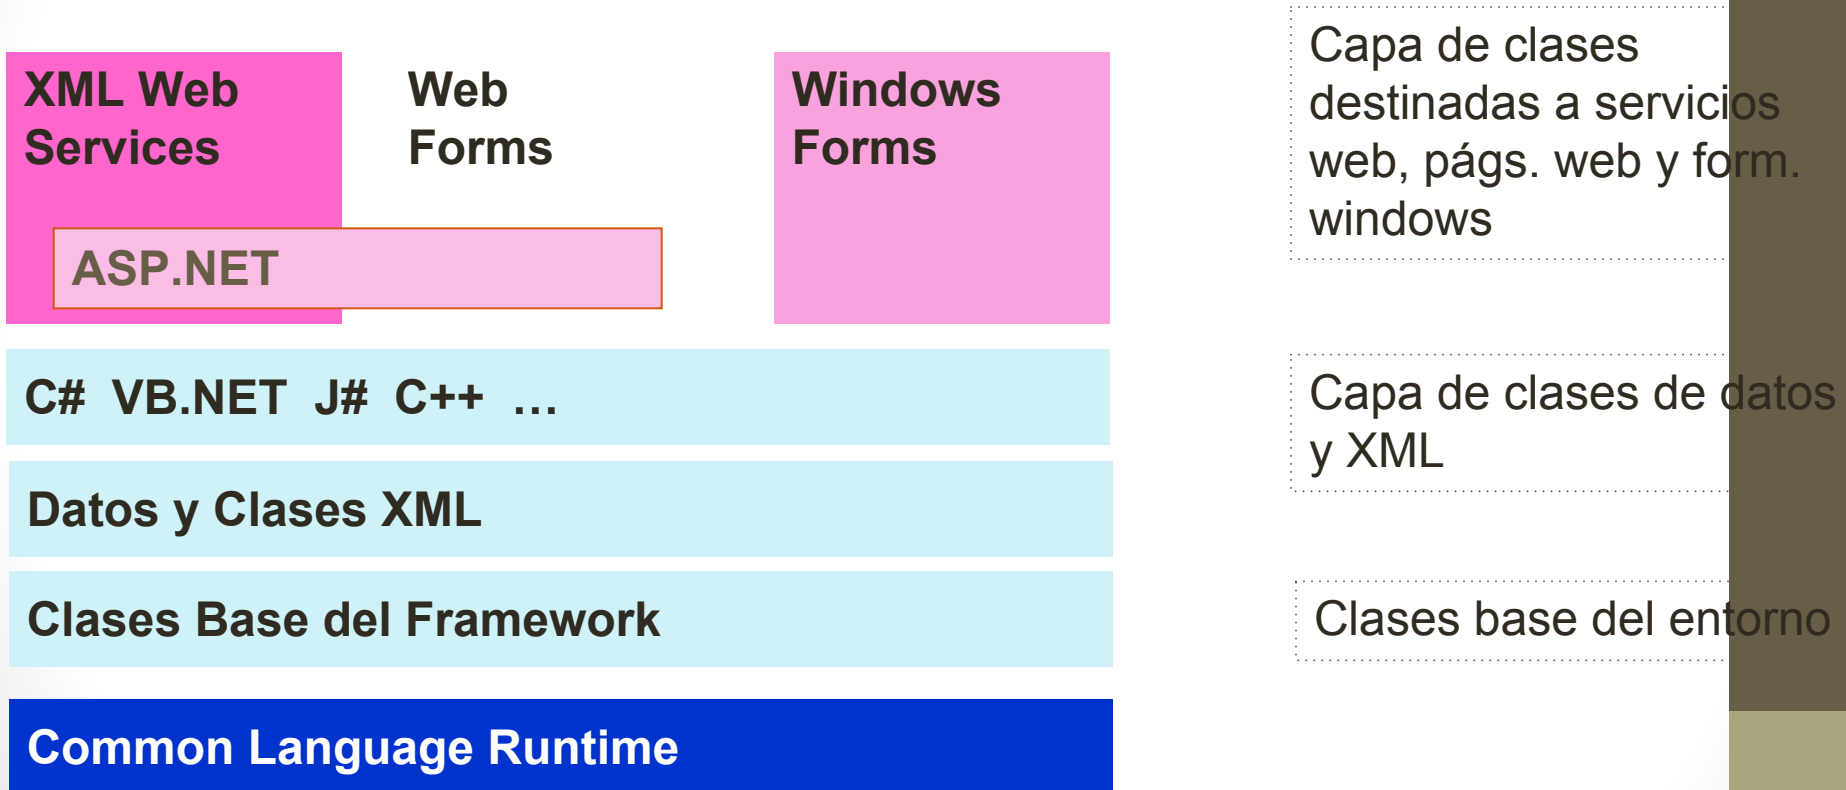 XML Web
Services
Web
Forms
Windows
Forms
ASP.NET
C# VB.NET J# C++ …
Datos y Clases XML
Clases Base del Framework
Common Language Runtime
Capa de clases
destinadas a servicios
web, págs. web y form.
windows
Capa de clases de datos
y XML
Clases base del entorno